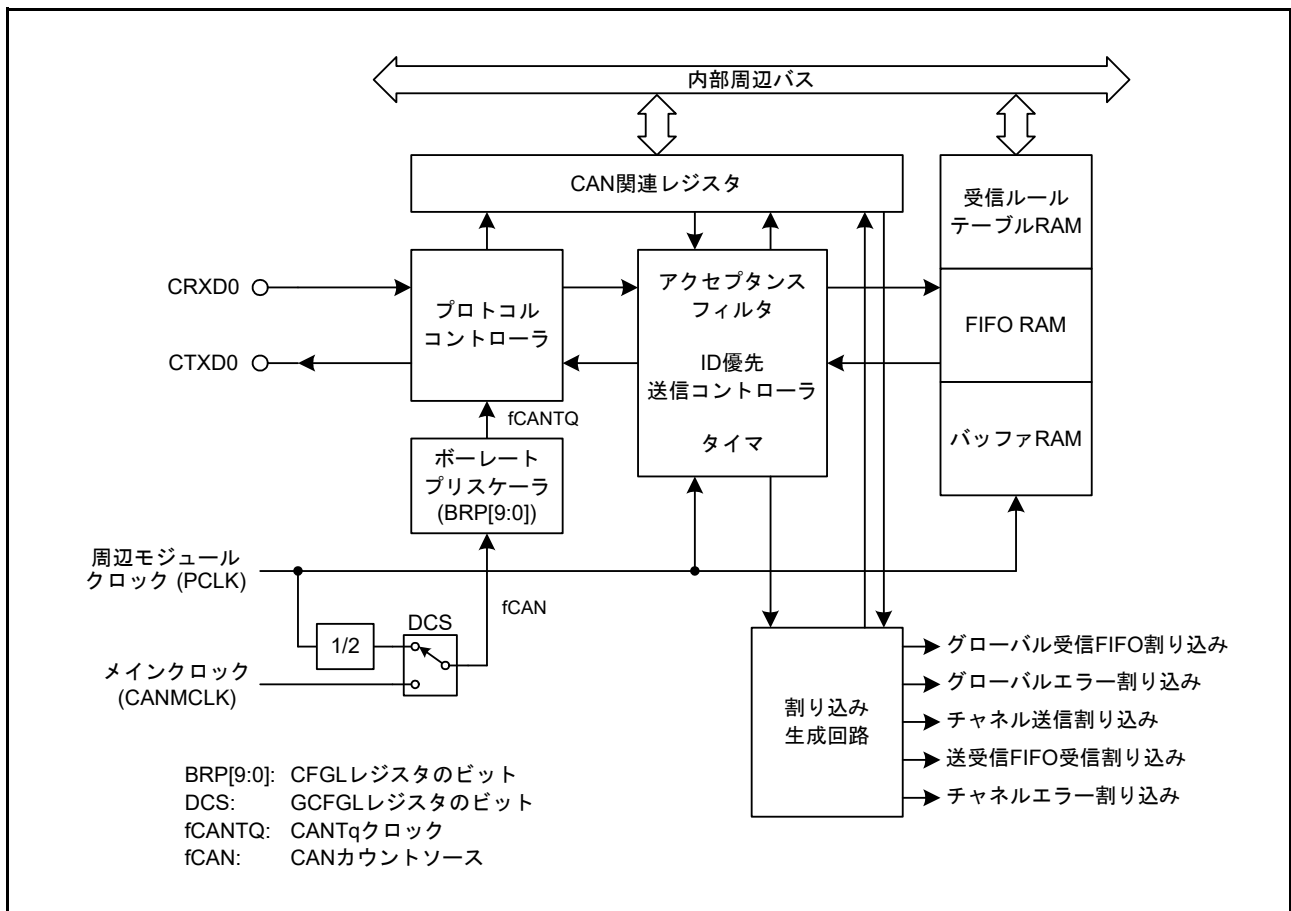 内部周辺バス
CAN関連レジスタ
受信ルール
テーブルRAM
CRXD0
プロトコル
コントローラ
アクセプタンス
フィルタ
FIFO RAM
CTXD0
ID優先
送信コントローラ
fCANTQ
タイマ
バッファRAM
ボーレート
プリスケーラ
(BRP[9:0])
周辺モジュール
クロック (PCLK)
fCAN
DCS
1/2
メインクロック
(CANMCLK)
割り込み
生成回路
グローバル受信FIFO割り込み
グローバルエラー割り込み
チャネル送信割り込み
送受信FIFO受信割り込み
チャネルエラー割り込み
BRP[9:0]: CFGLレジスタのビット
DCS: GCFGLレジスタのビット
fCANTQ: CANTqクロック
fCAN: CANカウントソース